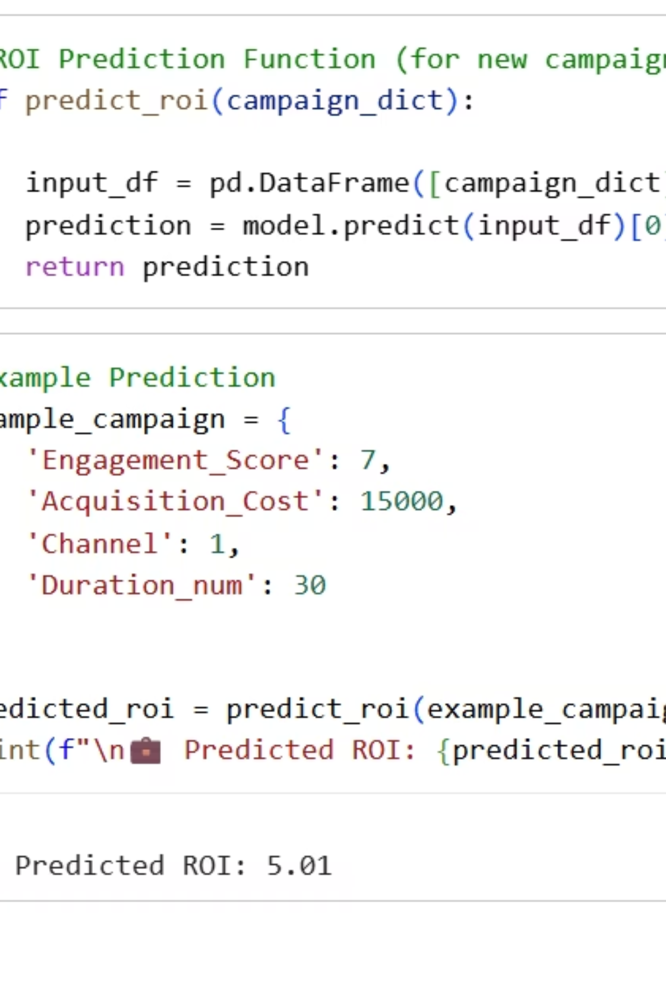 ROI Prediction Function (for new campaign
f predict_roi(campaign_dict):
input_df = pd.DataFrame([campaign_dict]
prediction = model.predict(input_df)[0]
return prediction
xample Prediction
ample_campaign = {
'Engagement_Score': 7,
'Acquisition_Cost': 15000,
'Channel': 1,
'Duration_num': 30
edicted_roi = predict_roi(example_campaig
int(f"\n💼 Predicted ROI: {predicted_roi
Predicted ROI: 5.01